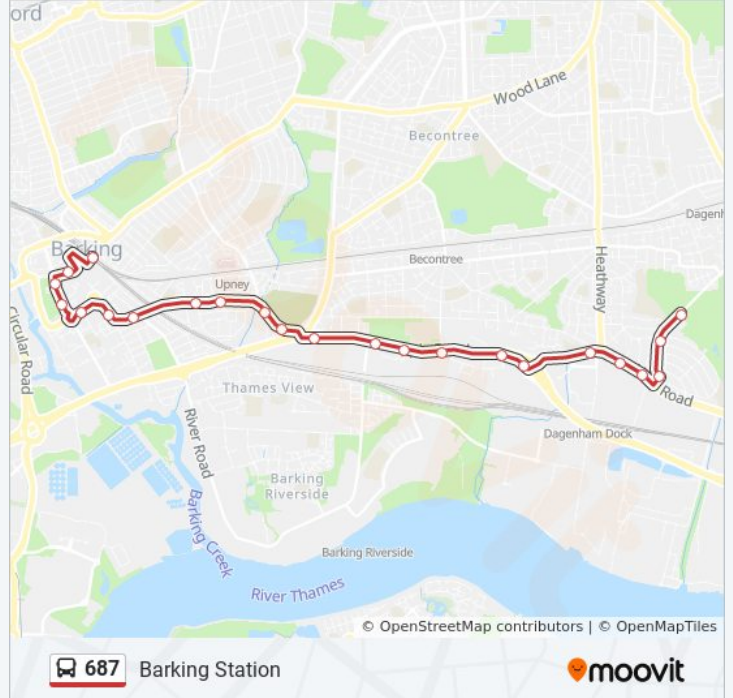 ord
Wood Lane
Becontree
Dagenh
Barking
Becontree
Heathway
Upney
Circular Road
Thames View
Road
River Road
Dagenham Dock
Barking
Riverside
Barking Creek
Barking Riverside
River Thames
© OpenStreetMap contributors | © OpenMapTiles
687 Barking Station
moovit